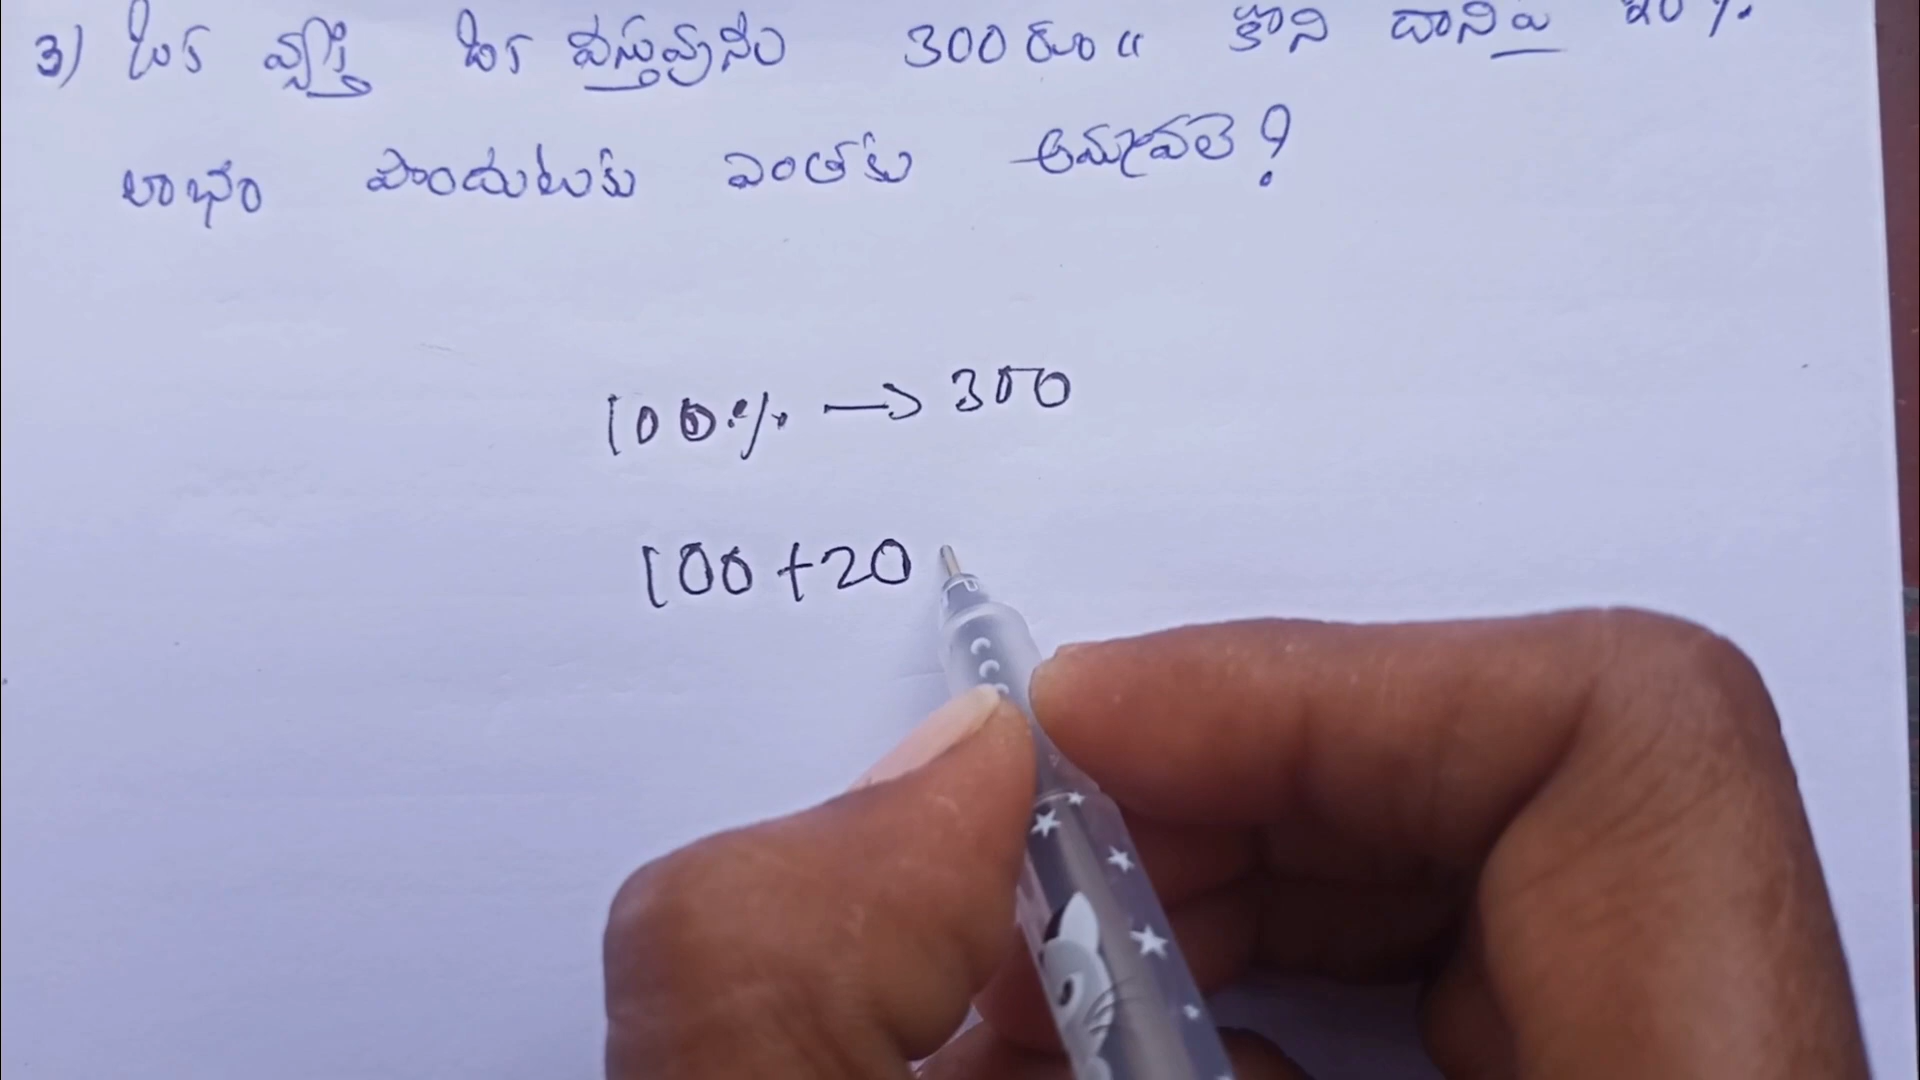 3) ఒక వ్యక్తి ఒక వస్తువును 300 రూ॥ కొని దానిపై 20%
లాభం పొందుటకు ఎంతకు అమ్మవలె?
100% → 300
100 + 20